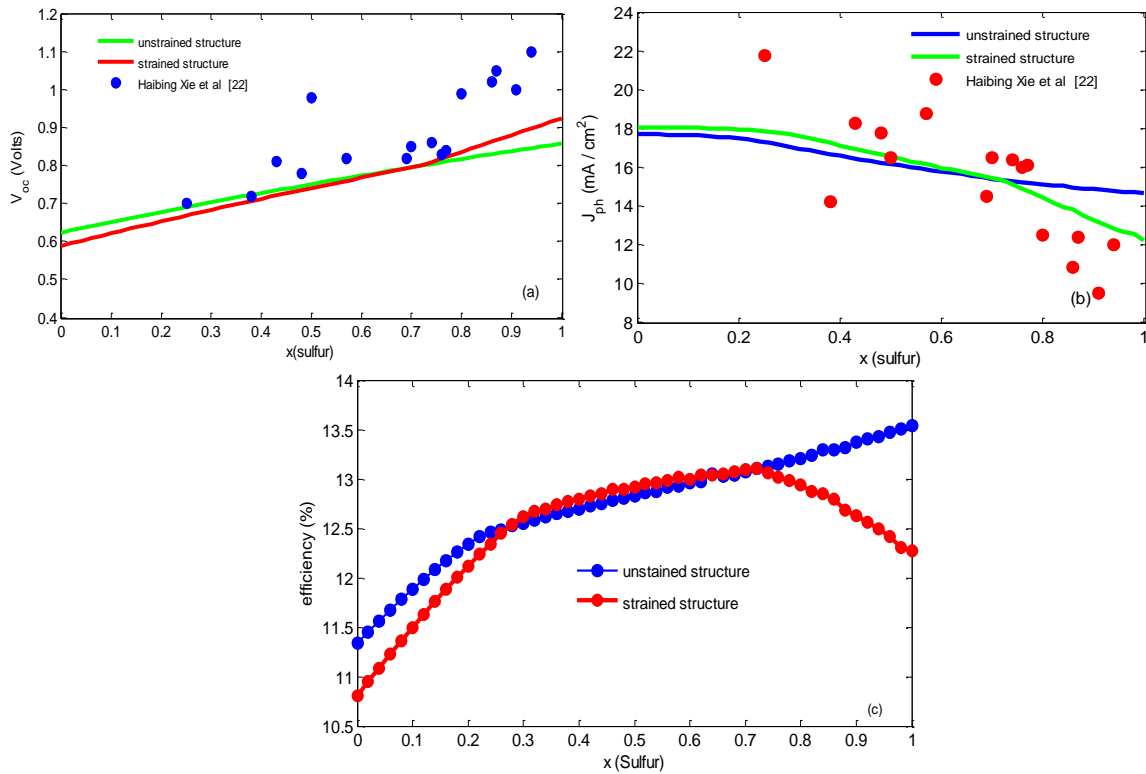 1.2
1.1
1
0.9
0.8
0.7
0.6
0.5
0.4
V_oc (Volts)
unstrained structure
strained structure
Haibing Xie et al [22]
(a)
0 0.1 0.2 0.3 0.4 0.5 0.6 0.7 0.8 0.9 1
x(sulfur)
24
22
20
18
16
14
12
10
8
J_ph (mA / cm^2)
unstrained structure
strained structure
Haibing Xie et al [22]
(b)
0 0.2 0.4 0.6 0.8 1
x (sulfur)
14
13.5
13
12.5
12
11.5
11
10.5
efficiency (%)
unstained structure
strained structure
(c)
0 0.1 0.2 0.3 0.4 0.5 0.6 0.7 0.8 0.9 1
x (Sulfur)